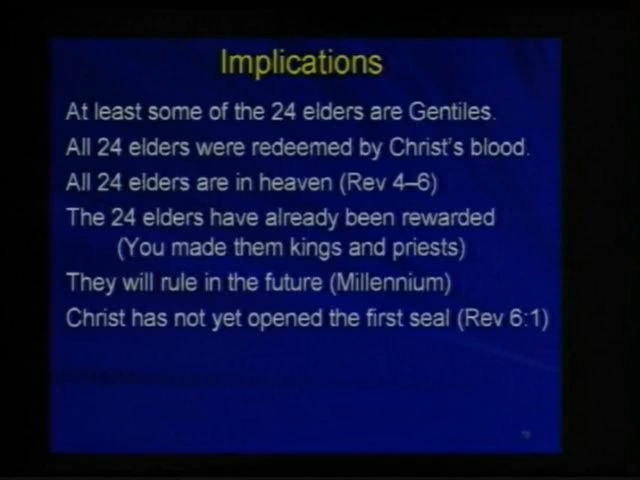 Implications
At least some of the 24 elders are Gentiles.
All 24 elders were redeemed by Christ's blood.
All 24 elders are in heaven (Rev 4–6)
The 24 elders have already been rewarded
(You made them kings and priests)
They will rule in the future (Millennium)
Christ has not yet opened the first seal (Rev 6:1)